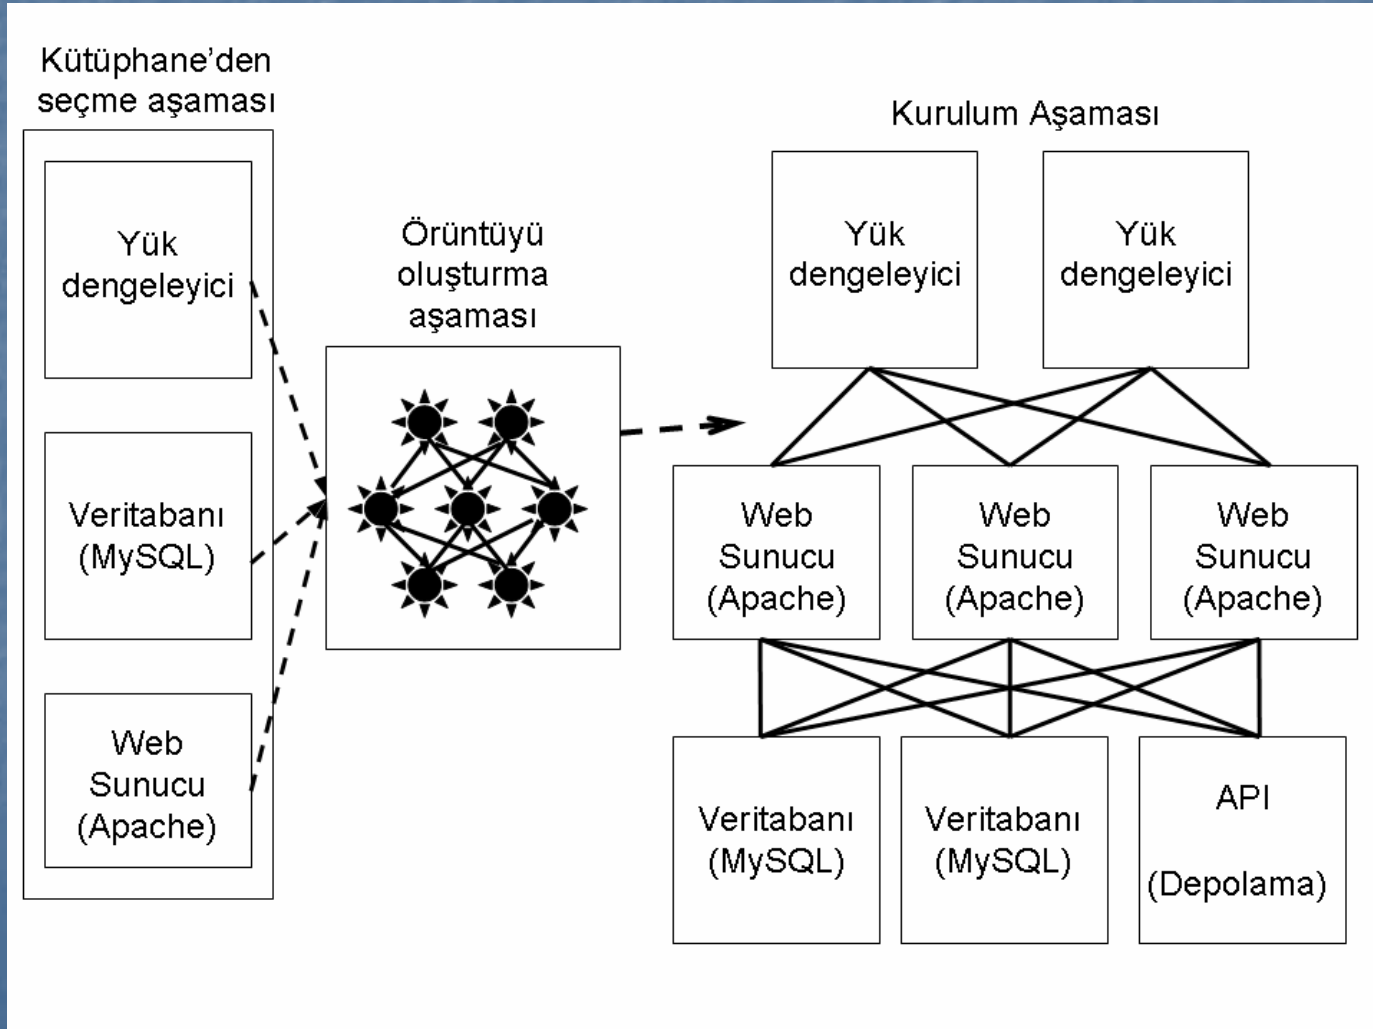 Kütüphane'den
seçme aşaması
Yük
dengeleyici
Veritabanı
(MySQL)
Web
Sunucu
(Apache)
Örüntüyü
oluşturma
aşaması
Kurulum Aşaması
Yük
dengeleyici
Yük
dengeleyici
Web
Sunucu
(Apache)
Web
Sunucu
(Apache)
Web
Sunucu
(Apache)
Veritabanı
(MySQL)
Veritabanı
(MySQL)
API
(Depolama)